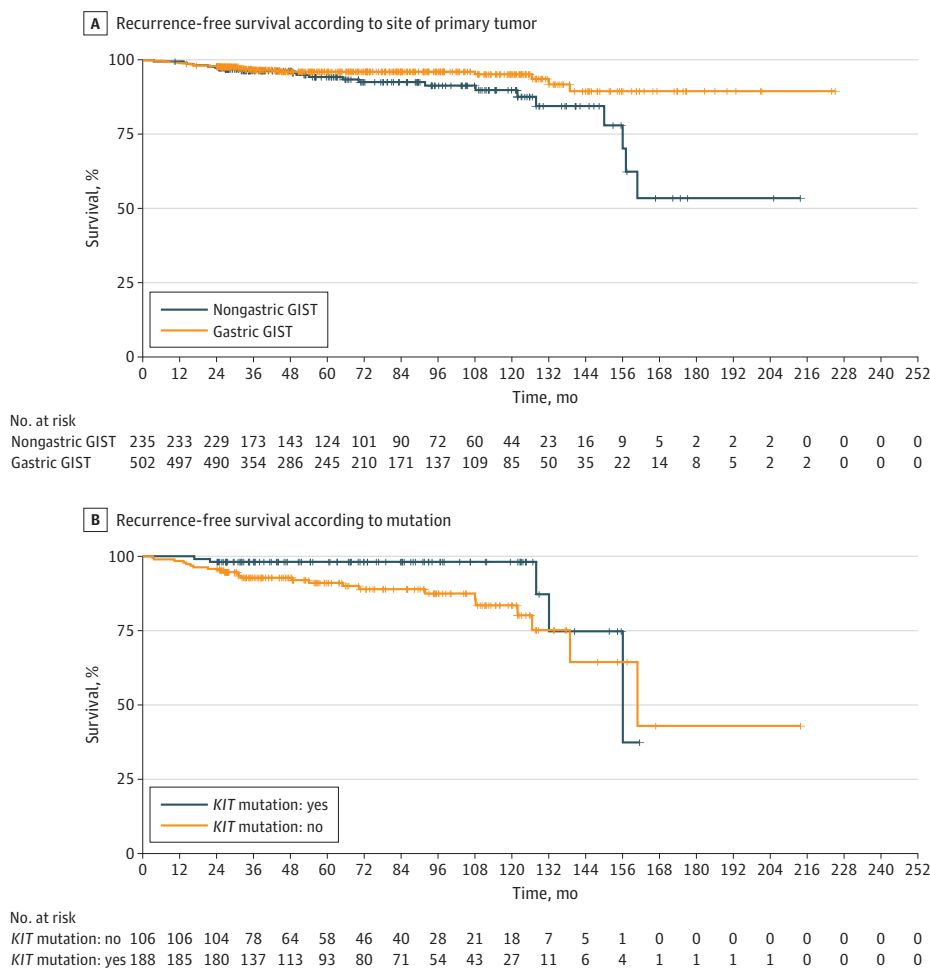 A Recurrence-free survival according to site of primary tumor
100
75
50
25
0
Survival, %
Nongastric GIST
Gastric GIST
0 12 24 36 48 60 72 84 96 108 120 132 144 156 168 180 192 204 216 228 240 252
Time, mo
No. at risk
Nongastric GIST 235 233 229 173 143 124 101 90 72 60 44 23 16 9 5 2 2 2 0 0 0 0
Gastric GIST 502 497 490 354 286 245 210 171 137 109 85 50 35 22 14 8 5 2 2 0 0 0
B Recurrence-free survival according to mutation
100
75
50
25
0
Survival, %
KIT mutation: yes
KIT mutation: no
0 12 24 36 48 60 72 84 96 108 120 132 144 156 168 180 192 204 216 228 240 252
Time, mo
No. at risk
KIT mutation: no 106 106 104 78 64 58 46 40 28 21 18 7 5 1 0 0 0 0 0 0 0 0
KIT mutation: yes 188 185 180 137 113 93 80 71 54 43 27 11 6 4 1 1 1 1 0 0 0 0